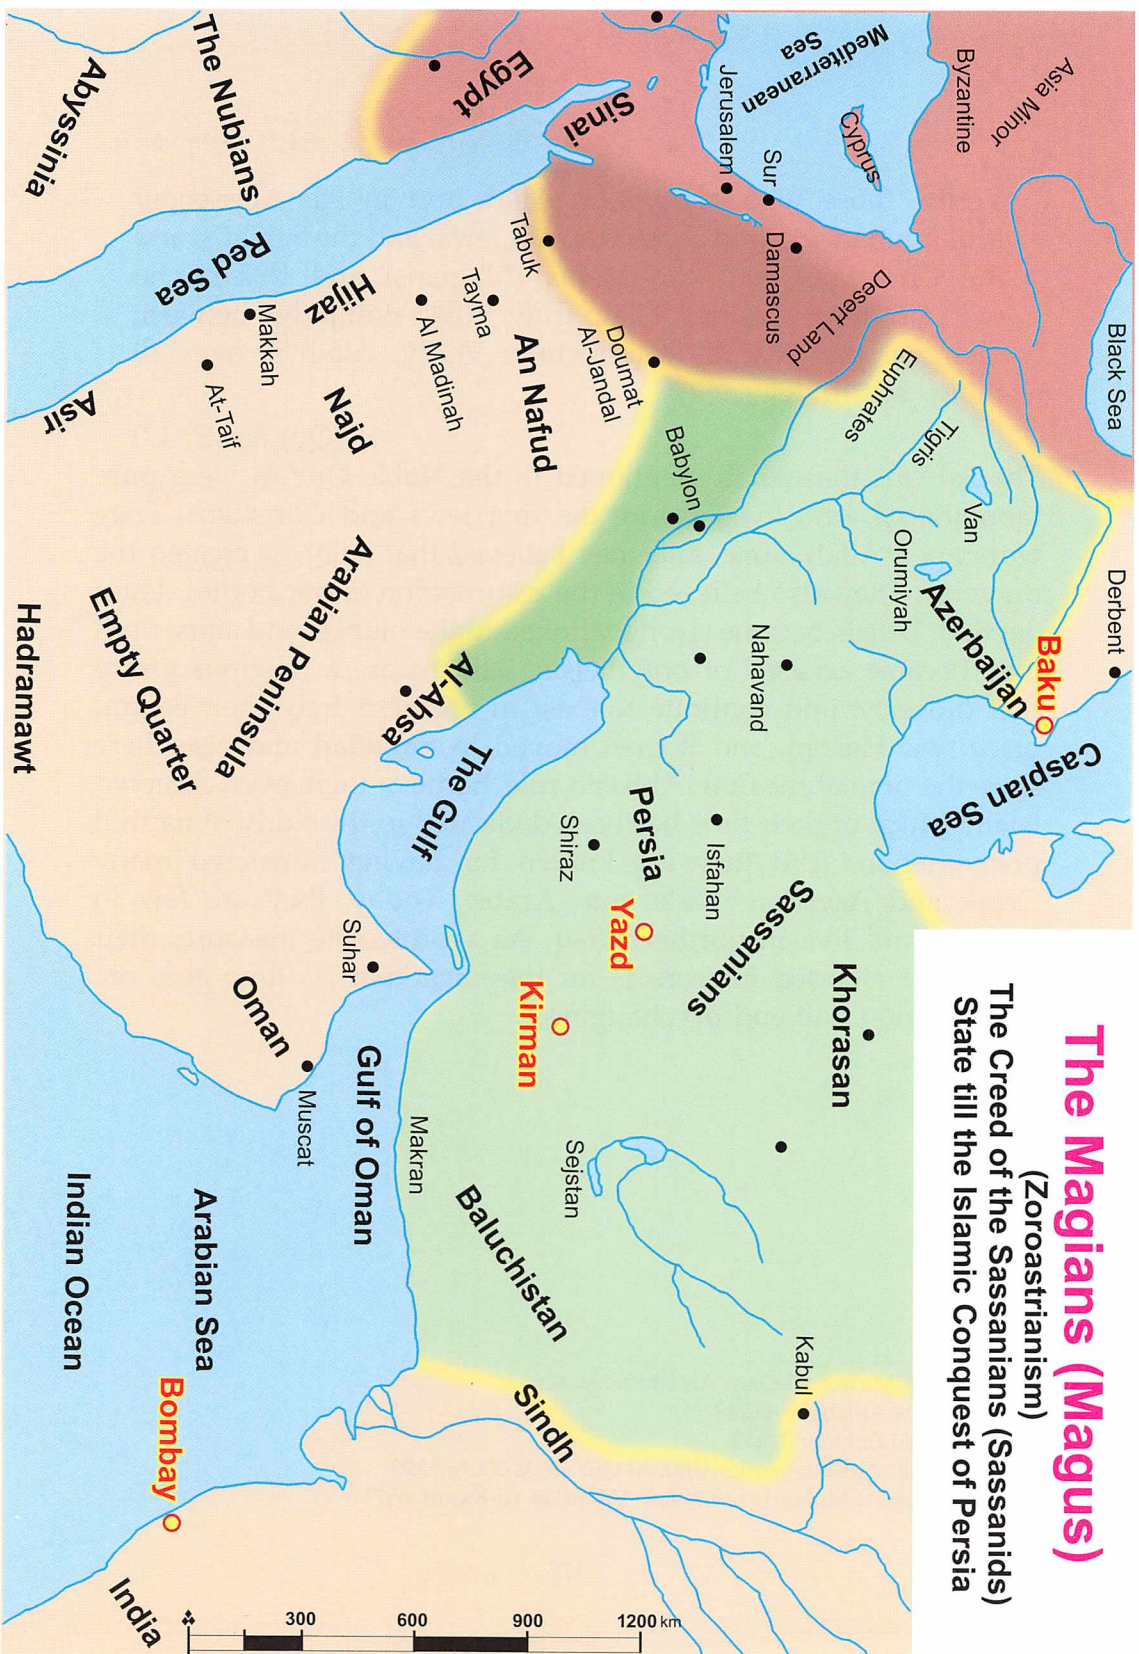 The Magians (Magus)
(Zoroastrianism)
The Creed of the Sassanians (Sassanids)
State till the Islamic Conquest of Persia
Black Sea
Derbent
Caspian Sea
Baku
Asia Minor
Byzantine
Van
Azerbaijan
Orumiyah
Tigris
Euphrates
Cyprus
Mediterranean
Sea
Desert Land
Damascus
Sur
Jerusalem
Nahavand
Khorasan
Kabul
Sassanians
Isfahan
Babylon
Persia
Yazd
Shiraz
Kirman
Sejstan
Doumat
Al-Jandal
Sinai
Egypt
Tabuk
An Nafud
Tayma
Al Madinah
Al-Ahsa
The Gulf
Baluchistan
Sindh
Makran
Hijaz
Najd
Arabian Peninsula
Suhar
Gulf of Oman
Makkah
At-Taif
Red Sea
The Nubians
Oman
Muscat
Arabian Sea
Bombay
Empty Quarter
Asir
Abyssinia
Hadramawt
Indian Ocean
India
300
600
900
1200 km